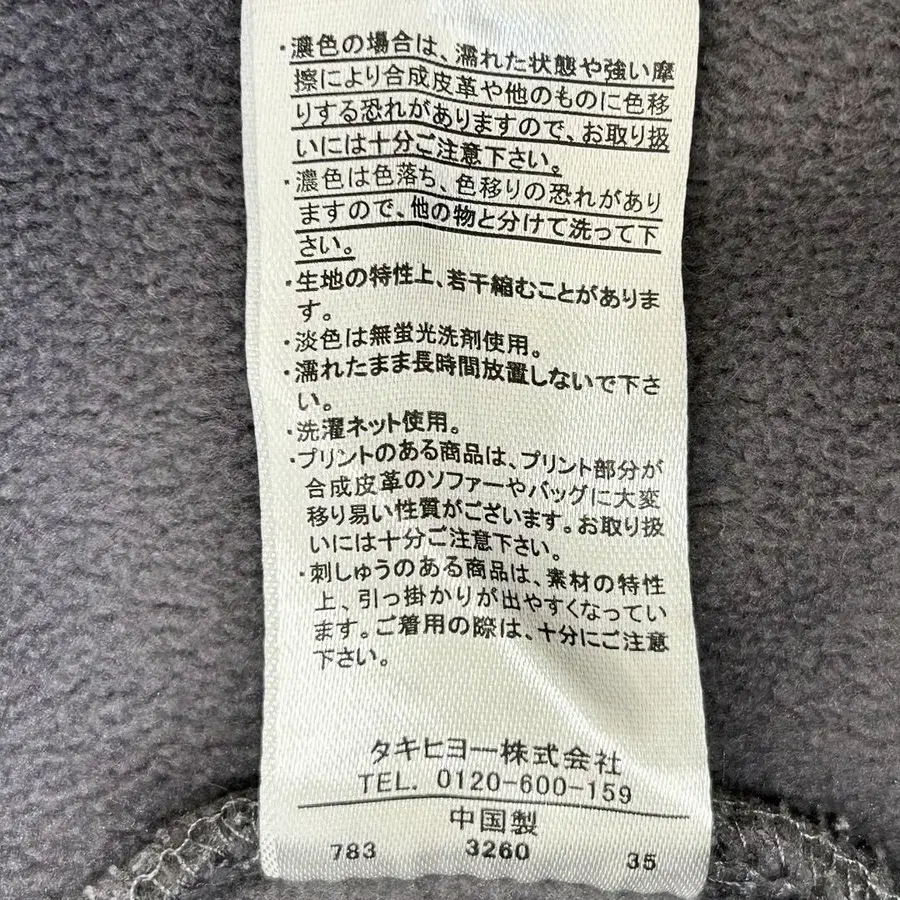 ・濃色の場合は、濡れた状態や強い摩
擦により合成皮革や他のものに色移
りする恐れがありますので、お取り扱
いには十分ご注意下さい。
・濃色は色落ち、色移りの恐れがあり
ますので、他の物と分けて洗って下
さい。
・生地の特性上、若干縮むことがありま
す。
・淡色は無蛍光洗剤使用。
・濡れたまま長時間放置しないで下さ
い。
・洗濯ネット使用。
・プリントのある商品は、プリント部分が
合成皮革のソファーやバッグに大変
移り易い性質がございます。お取り扱
いには十分ご注意下さい。
・刺しゅうのある商品は、素材の特性
上、引っ掛かりが出やすくなってい
ます。ご着用の際は、十分にご注意
下さい。
タキヒヨー株式会社
TEL. 0120-600-159
中国製
783 3260 35